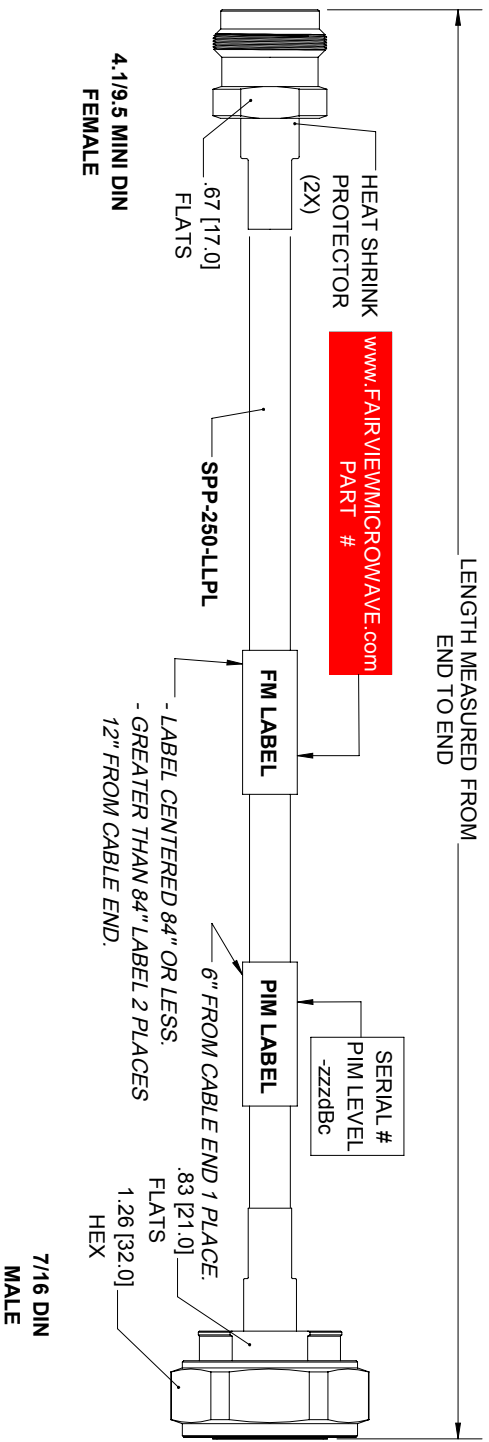 LENGTH MEASURED FROM
END TO END
HEAT SHRINK
PROTECTOR
(2X)
www.FAIRVIEWMICROWAVE.com
PART #
SERIAL #
PIM LEVEL
-zzzdBc
FM LABEL
PIM LABEL
.67 [17.0]
FLATS
SPP-250-LLPL
- LABEL CENTERED 84" OR LESS.
- GREATER THAN 84" LABEL 2 PLACES
12" FROM CABLE END.
6" FROM CABLE END 1 PLACE.
.83 [21.0]
FLATS
1.26 [32.0]
HEX
4.1/9.5 MINI DIN
FEMALE
7/16 DIN
MALE